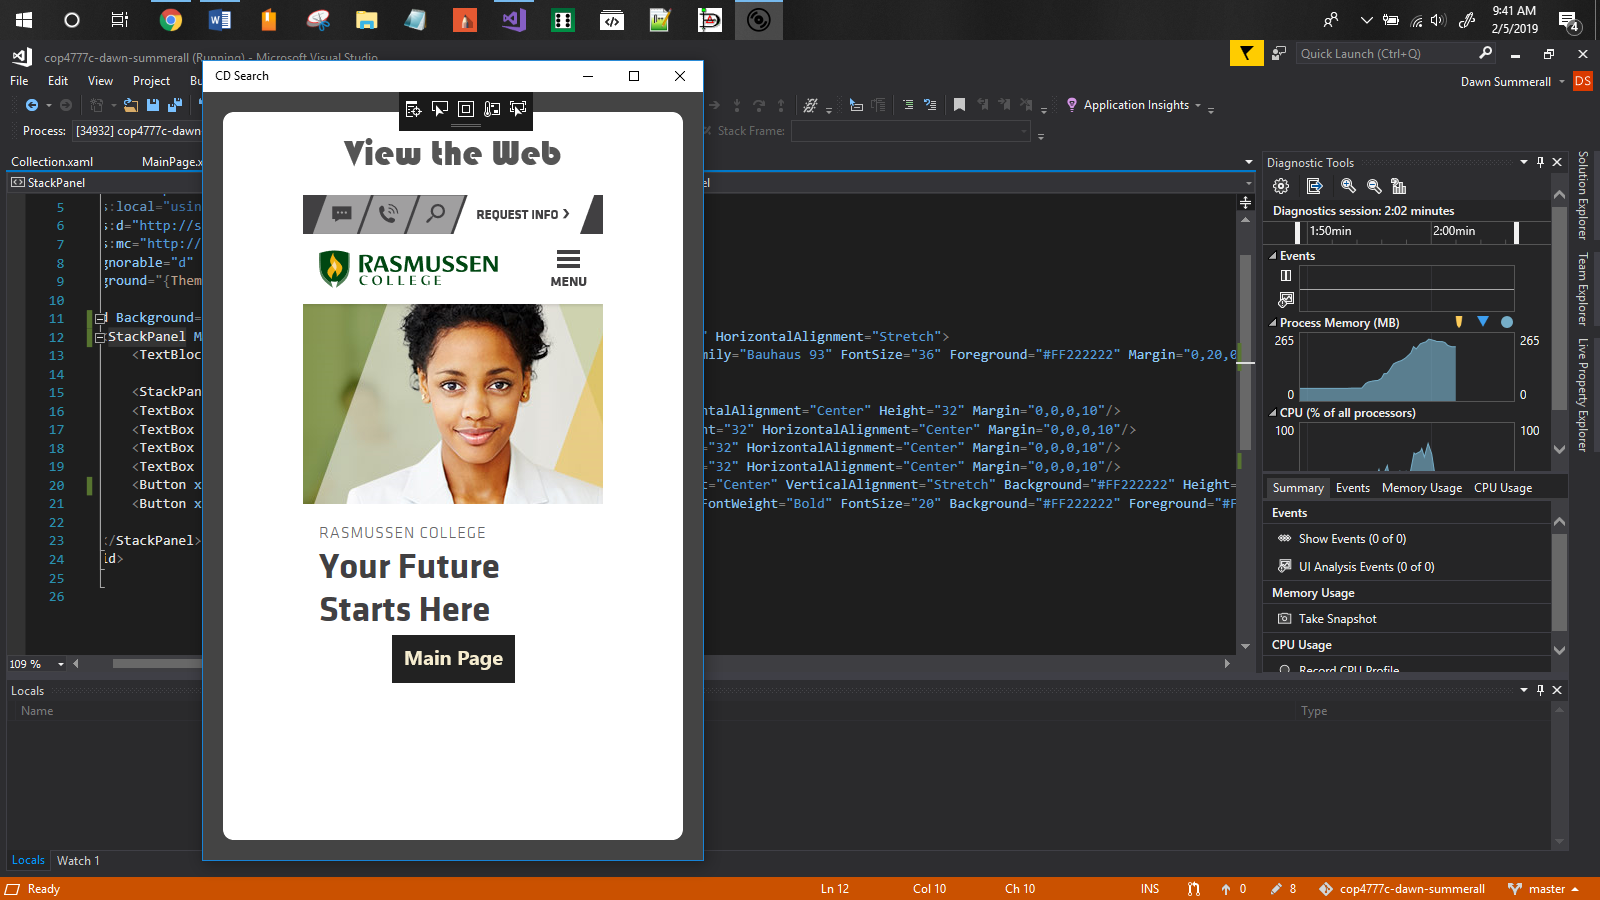 9:41 AM
2/5/2019
4
cop4777c-dawn-summerall (Running) - Microsoft Visual Studio
Quick Launch (Ctrl+Q)
File Edit View Project Bu
Dawn Summerall DS
Application Insights
Process: [34932] cop4777c-dawn
Stack Frame:
Collection.xaml MainPage.x
StackPanel
5 s:local="usin
6 s:d="http://s
7 s:mc="http://
8 gnorable="d"
9 ground="{Them
10
11 d Background=
12 StackPanel M " HorizontalAlignment="Stretch">
13 <TextBloc mily="Bauhaus 93" FontSize="36" Foreground="#FF222222" Margin="0,20,0
14
15 <StackPan
16 <TextBox ntalAlignment="Center" Height="32" Margin="0,0,0,10"/>
17 <TextBox ht="32" HorizontalAlignment="Center" Margin="0,0,0,10"/>
18 <TextBox "32" HorizontalAlignment="Center" Margin="0,0,0,10"/>
19 <TextBox "32" HorizontalAlignment="Center" Margin="0,0,0,10"/>
20 <Button x t="Center" VerticalAlignment="Stretch" Background="#FF222222" Height=
21 <Button x FontWeight="Bold" FontSize="20" Background="#FF222222" Foreground="#F
22
23 </StackPanel>
24 id>
25
26
109 %
CD Search
View the Web
REQUEST INFO
RASMUSSEN
COLLEGE
MENU
RASMUSSEN COLLEGE
Your Future
Starts Here
Main Page
Diagnostic Tools
Diagnostics session: 2:02 minutes
1:50min 2:00min
Events
Process Memory (MB)
265 265
0 0
CPU (% of all processors)
100 100
Summary Events Memory Usage CPU Usage
Events
Show Events (0 of 0)
UI Analysis Events (0 of 0)
Memory Usage
Take Snapshot
CPU Usage
Record CPU Profile
Solution Explorer
Team Explorer
Live Property Explorer
Locals
Name Type
Locals Watch 1
Ready Ln 12 Col 10 Ch 10 INS 0 8 cop4777c-dawn-summerall master